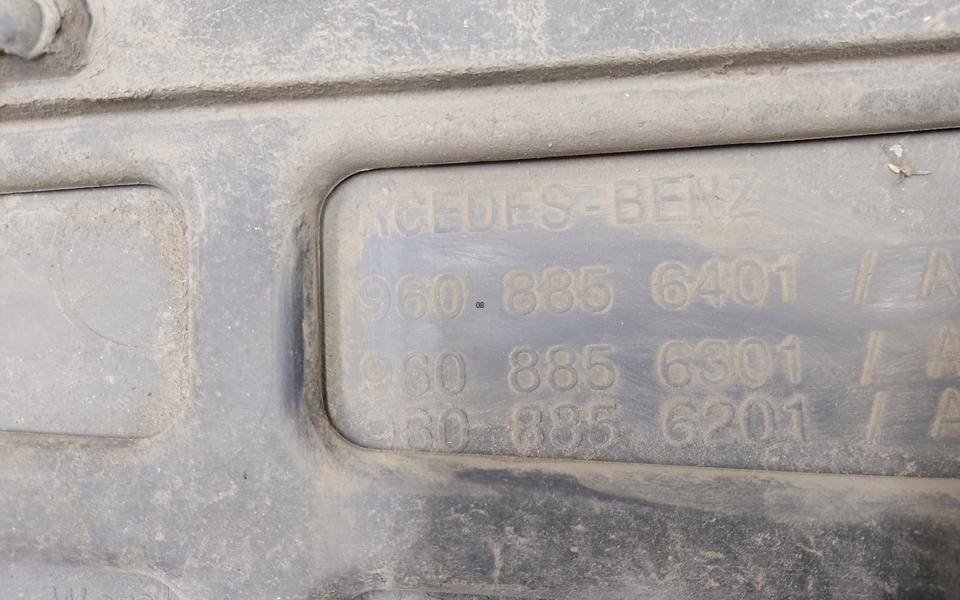 RCEDES-BENZ
960 885 6401 / A
08
960 885 6301 / A
960 885 6201 / A